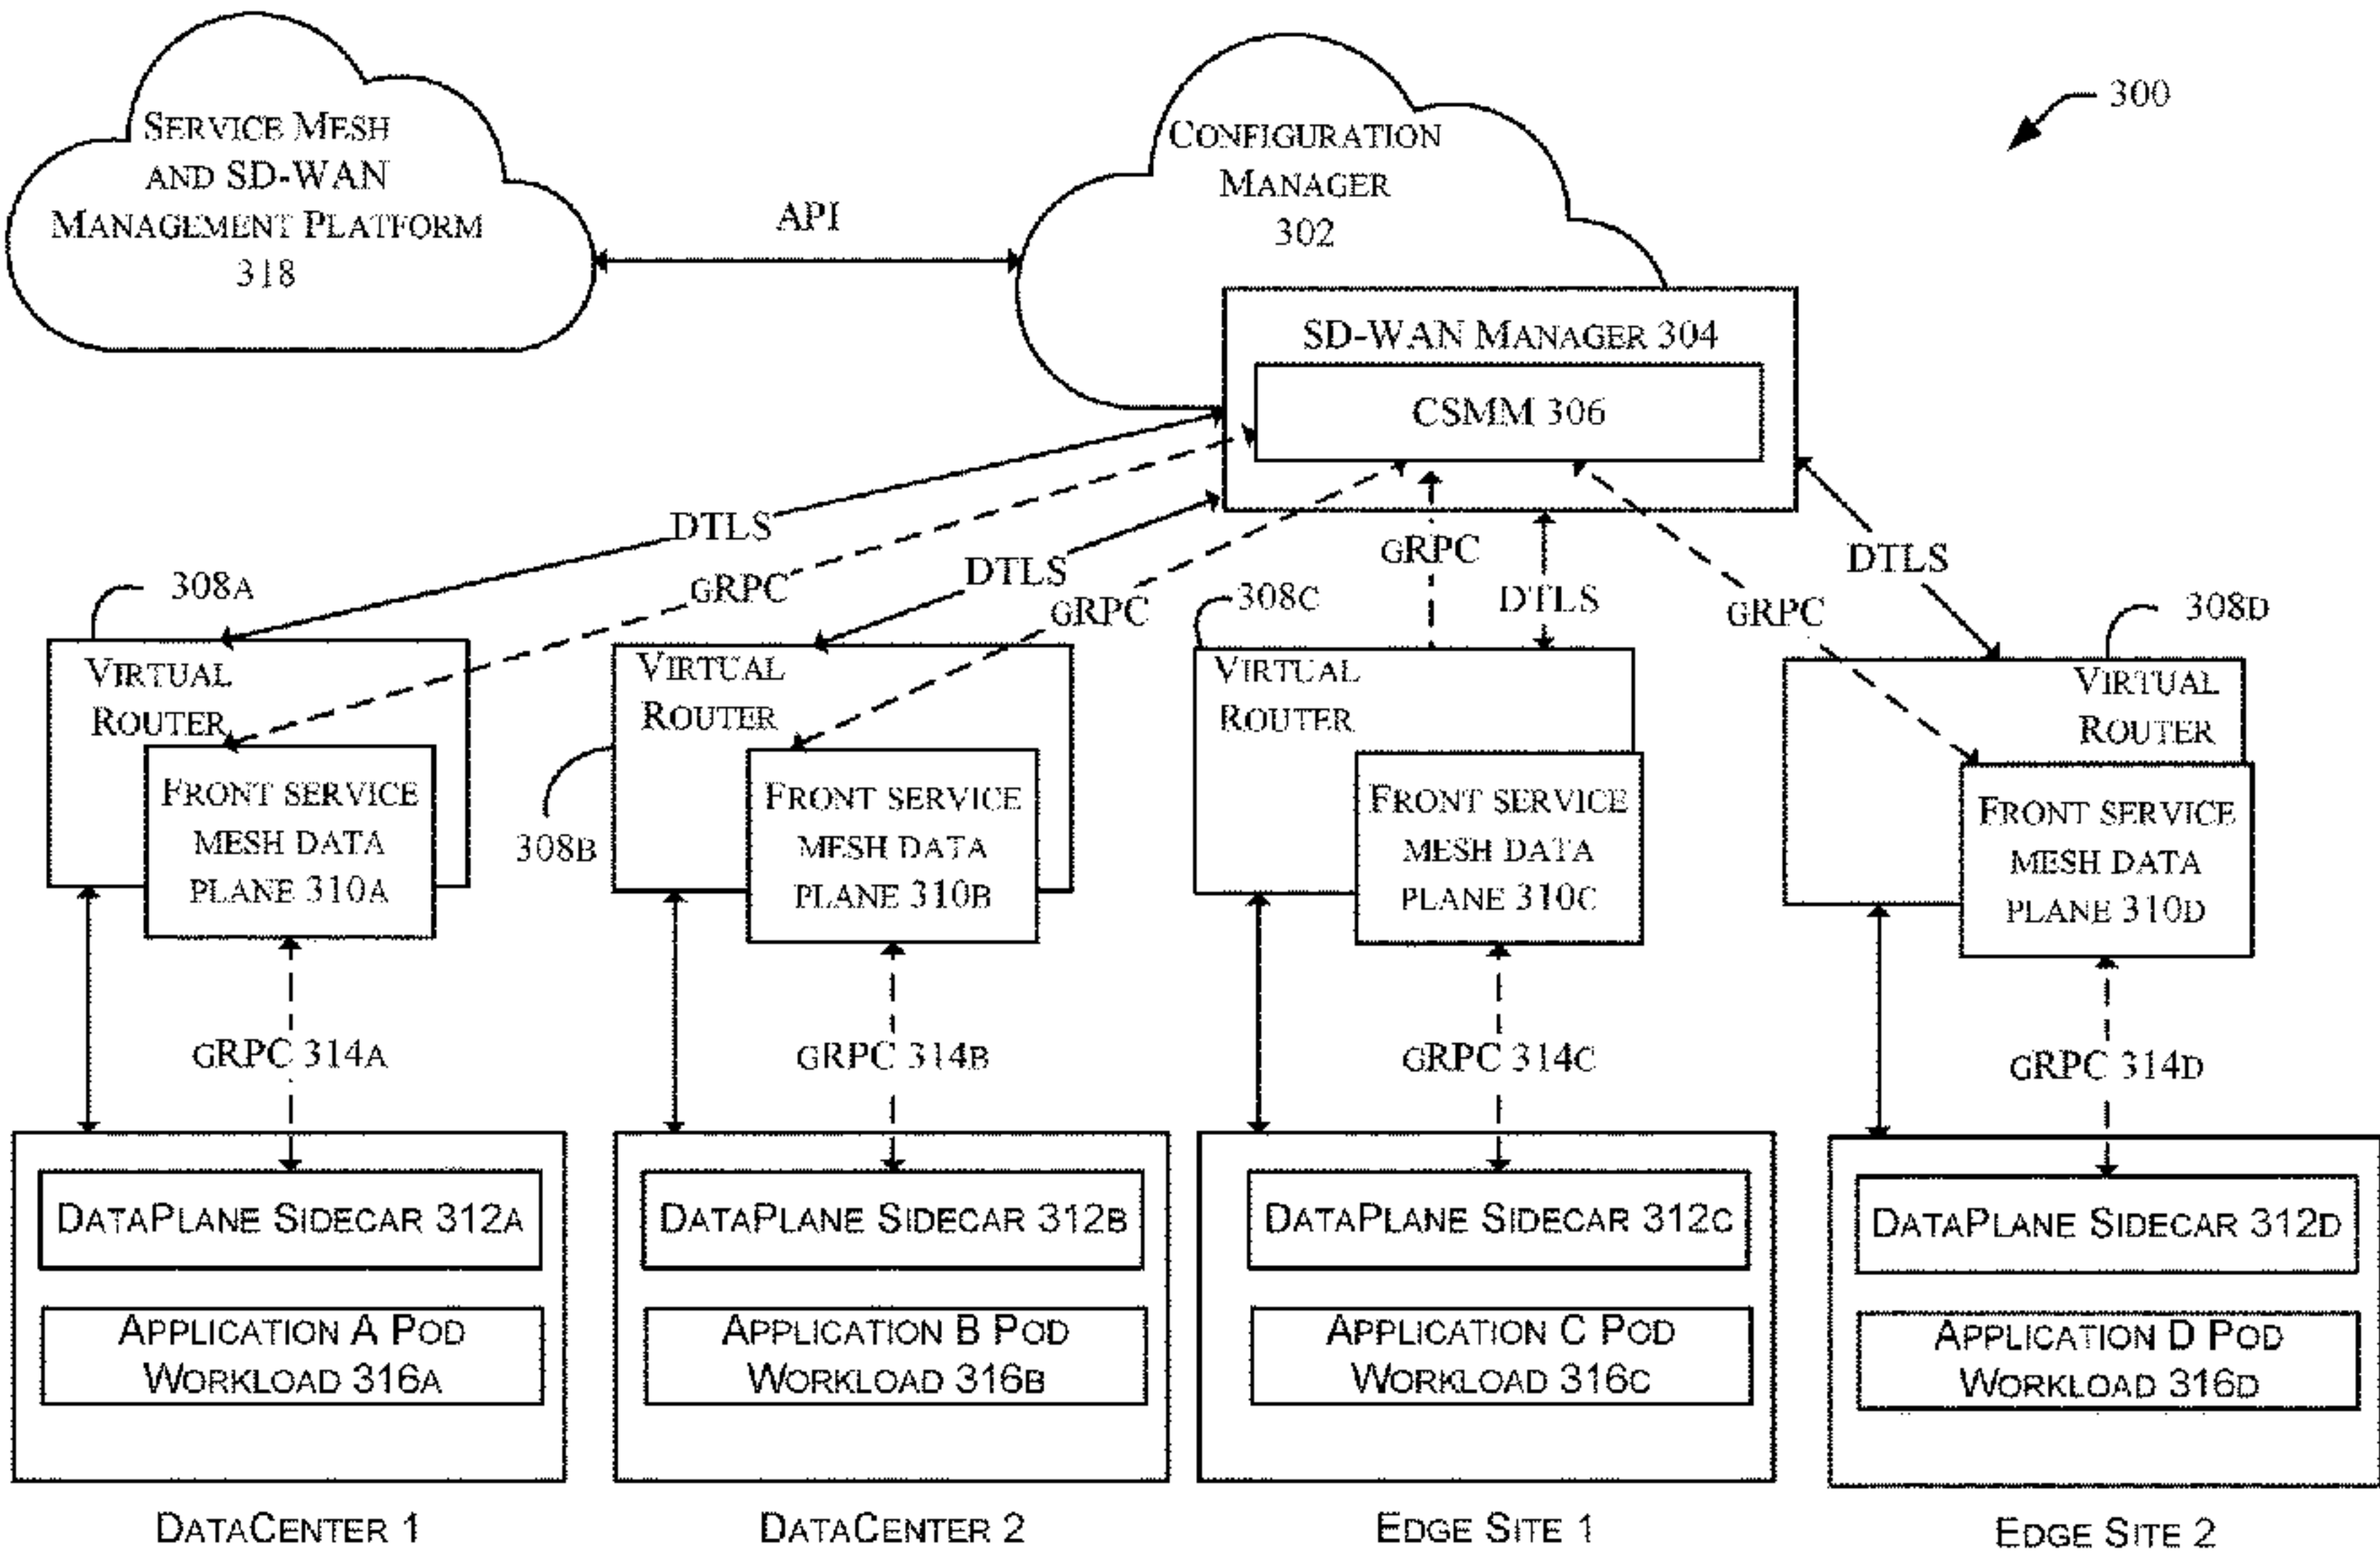 SERVICE MESH
AND SD-WAN
MANAGEMENT PLATFORM
318
API
CONFIGURATION
MANAGER
302
300
SD-WAN MANAGER 304
CSMM 306
DTLS
GRPC
DTLS
GRPC
GRPC
DTLS
DTLS
GRPC
308A
VIRTUAL
ROUTER
FRONT SERVICE
MESH DATA
PLANE 310A
308B
VIRTUAL
ROUTER
FRONT SERVICE
MESH DATA
PLANE 310B
308C
VIRTUAL
ROUTER
FRONT SERVICE
MESH DATA
PLANE 310C
308D
VIRTUAL
ROUTER
FRONT SERVICE
MESH DATA
PLANE 310D
GRPC 314A
GRPC 314B
GRPC 314C
GRPC 314D
DATAPLANE SIDECAR 312A
APPLICATION A POD
WORKLOAD 316A
DATACENTER 1
DATAPLANE SIDECAR 312B
APPLICATION B POD
WORKLOAD 316B
DATACENTER 2
DATAPLANE SIDECAR 312C
APPLICATION C POD
WORKLOAD 316C
EDGE SITE 1
DATAPLANE SIDECAR 312D
APPLICATION D POD
WORKLOAD 316D
EDGE SITE 2